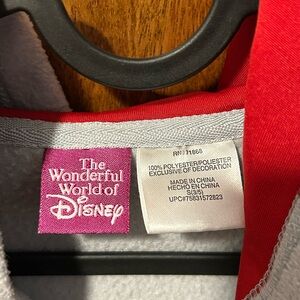 The
Wonderful
World of
Disney
RN 71868
100% POLYESTER/POLIESTER
EXCLUSIVE OF DECORATION
MADE IN CHINA
HECHO EN CHINA
S(3/5)
UPC#75831572823